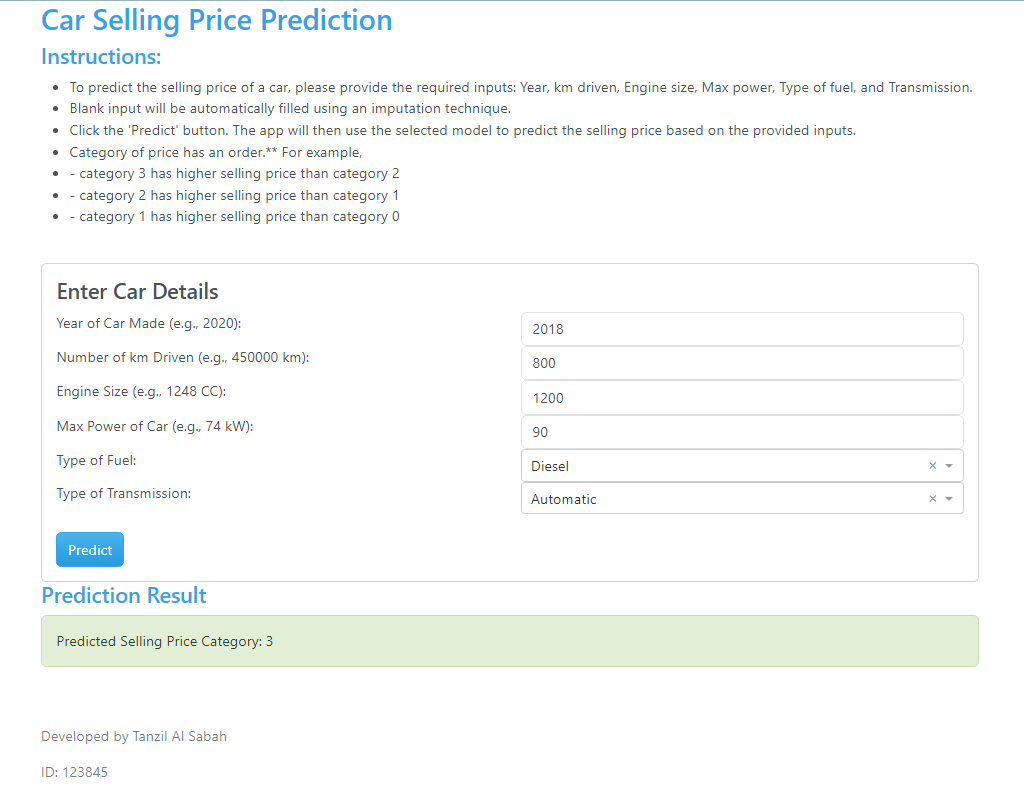 Car Selling Price Prediction
Instructions:
To predict the selling price of a car, please provide the required inputs: Year, km driven, Engine size, Max power, Type of fuel, and Transmission.
Blank input will be automatically filled using an imputation technique.
Click the 'Predict' button. The app will then use the selected model to predict the selling price based on the provided inputs.
Category of price has an order.** For example,
- category 3 has higher selling price than category 2
- category 2 has higher selling price than category 1
- category 1 has higher selling price than category 0
Enter Car Details
Year of Car Made (e.g., 2020): 2018
Number of km Driven (e.g., 450000 km): 800
Engine Size (e.g., 1248 CC): 1200
Max Power of Car (e.g., 74 kW): 90
Type of Fuel: Diesel
Type of Transmission: Automatic
Predict
Prediction Result
Predicted Selling Price Category: 3
Developed by Tanzil Al Sabah
ID: 123845